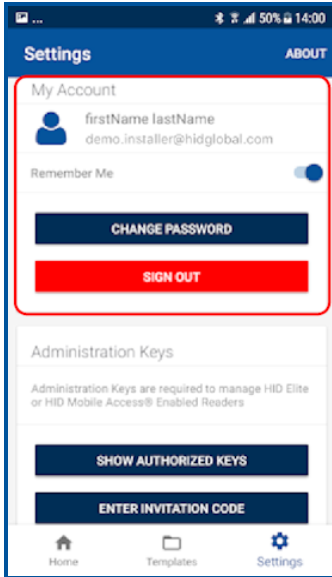 ... 50% 14:00
Settings ABOUT
My Account
firstName lastName
demo.installer@hidglobal.com
Remember Me
CHANGE PASSWORD
SIGN OUT
Administration Keys
Administration Keys are required to manage HID Elite
or HID Mobile Access® Enabled Readers
SHOW AUTHORIZED KEYS
ENTER INVITATION CODE
Home Templates Settings